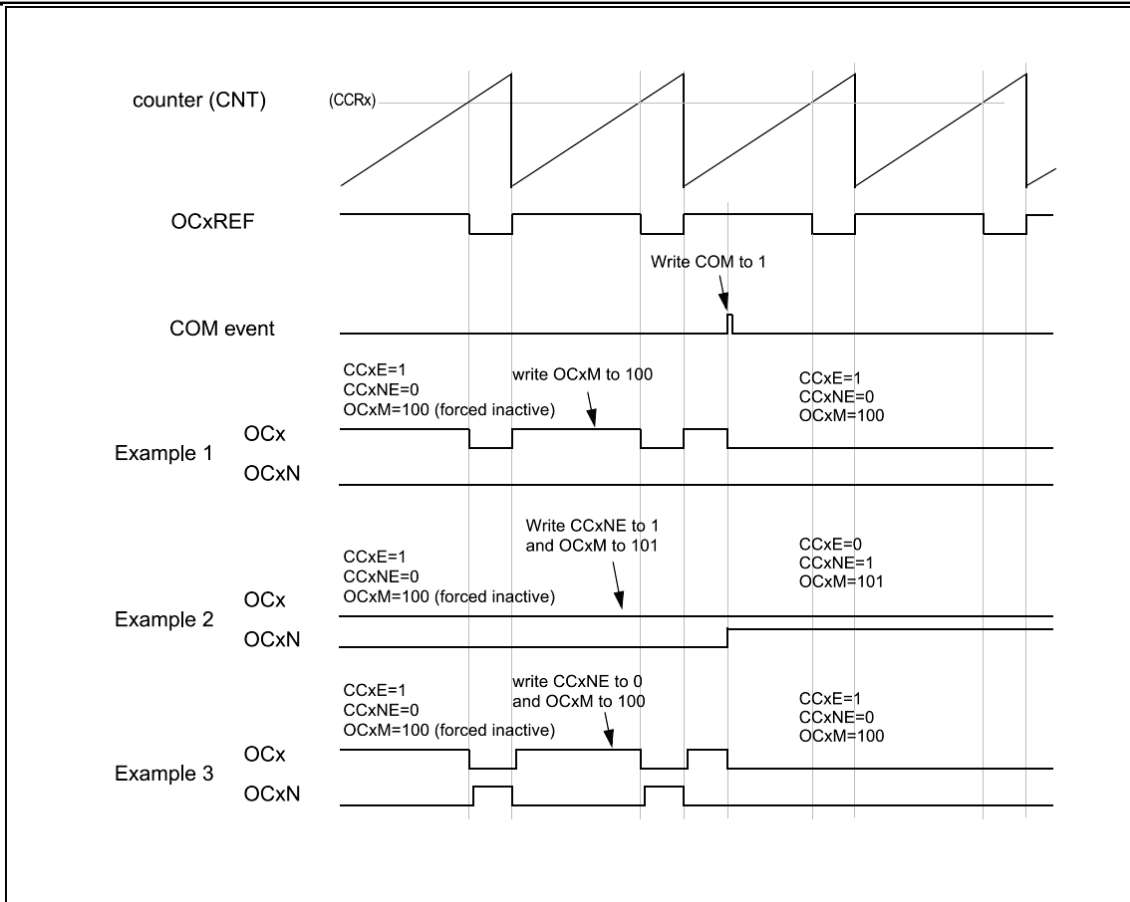 counter (CNT)
(CCRx)
OCxREF
Write COM to 1
COM event
CCxE=1
CCxNE=0
OCxM=100 (forced inactive)
write OCxM to 100
CCxE=1
CCxNE=0
OCxM=100
Example 1
OCx
OCxN
Write CCxNE to 1
and OCxM to 101
CCxE=1
CCxNE=0
OCxM=100 (forced inactive)
CCxE=0
CCxNE=1
OCxM=101
Example 2
OCx
OCxN
write CCxNE to 0
and OCxM to 100
CCxE=1
CCxNE=0
OCxM=100 (forced inactive)
CCxE=1
CCxNE=0
OCxM=100
Example 3
OCx
OCxN